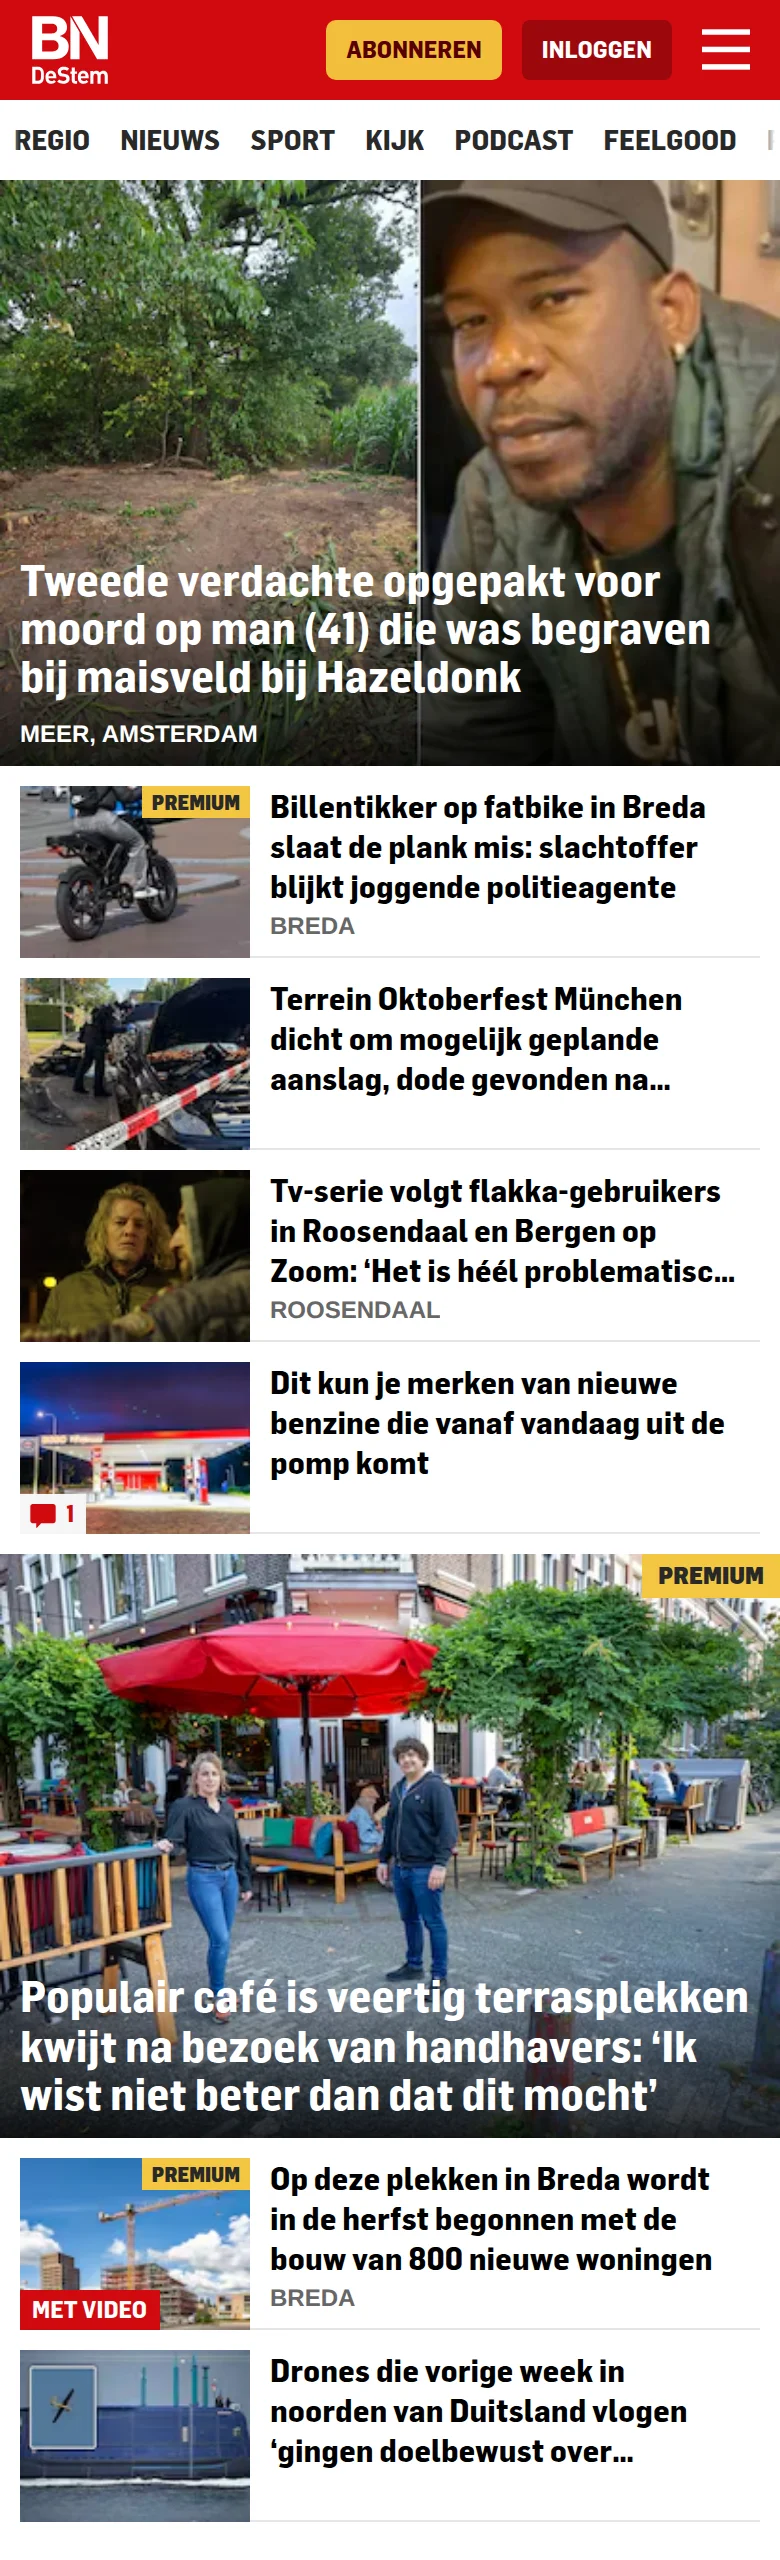 BN
DeStem
ABONNEREN
INLOGGEN
REGIO NIEUWS SPORT KIJK PODCAST FEELGOOD
Tweede verdachte opgepakt voor
moord op man (41) die was begraven
bij maisveld bij Hazeldonk
MEER, AMSTERDAM
PREMIUM
Billentikker op fatbike in Breda
slaat de plank mis: slachtoffer
blijkt joggende politieagente
BREDA
Terrein Oktoberfest München
dicht om mogelijk geplande
aanslag, dode gevonden na...
Tv-serie volgt flakka-gebruikers
in Roosendaal en Bergen op
Zoom: ‘Het is héél problematisc...
ROOSENDAAL
1
Dit kun je merken van nieuwe
benzine die vanaf vandaag uit de
pomp komt
PREMIUM
Populair café is veertig terrasplekken
kwijt na bezoek van handhavers: ‘Ik
wist niet beter dan dat dit mocht’
PREMIUM
MET VIDEO
Op deze plekken in Breda wordt
in de herfst begonnen met de
bouw van 800 nieuwe woningen
BREDA
Drones die vorige week in
noorden van Duitsland vlogen
‘gingen doelbewust over...